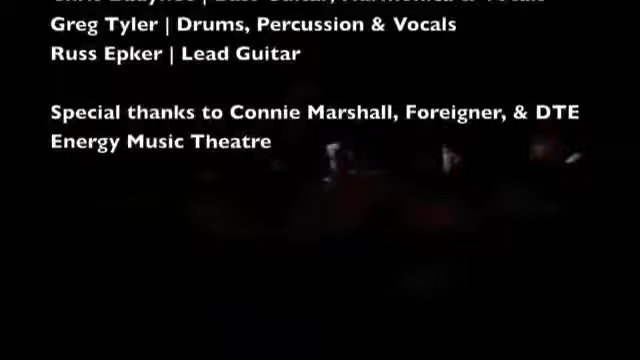 Greg Tyler | Drums, Percussion & Vocals
Russ Epker | Lead Guitar
Special thanks to Connie Marshall, Foreigner, & DTE
Energy Music Theatre